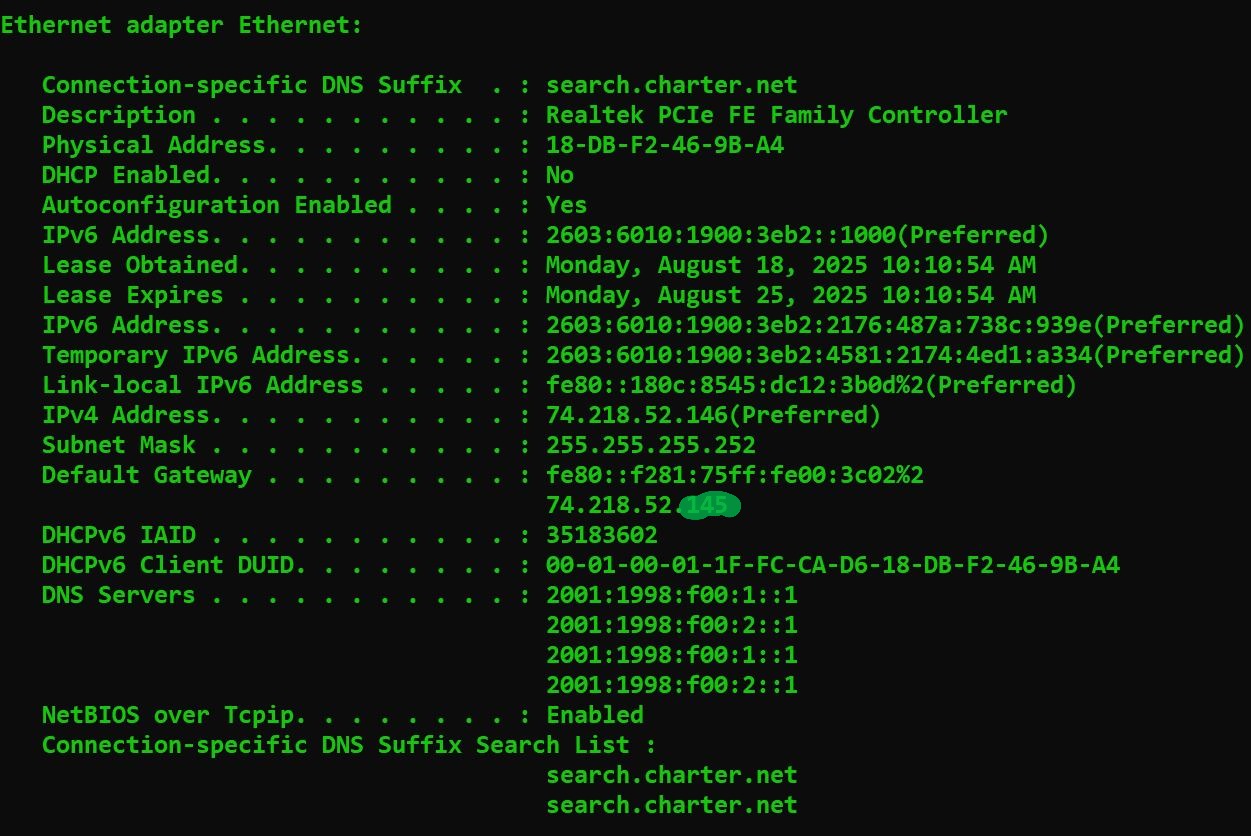 Ethernet adapter Ethernet:
Connection-specific DNS Suffix  . : search.charter.net
Description . . . . . . . . . . . : Realtek PCIe FE Family Controller
Physical Address. . . . . . . . . : 18-DB-F2-46-9B-A4
DHCP Enabled. . . . . . . . . . . : No
Autoconfiguration Enabled . . . . : Yes
IPv6 Address. . . . . . . . . . . : 2603:6010:1900:3eb2::1000(Preferred)
Lease Obtained. . . . . . . . . . : Monday, August 18, 2025 10:10:54 AM
Lease Expires . . . . . . . . . . : Monday, August 25, 2025 10:10:54 AM
IPv6 Address. . . . . . . . . . . : 2603:6010:1900:3eb2:2176:487a:738c:939e(Preferred)
Temporary IPv6 Address. . . . . . : 2603:6010:1900:3eb2:4581:2174:4ed1:a334(Preferred)
Link-local IPv6 Address . . . . . : fe80::180c:8545:dc12:3b0d%2(Preferred)
IPv4 Address. . . . . . . . . . . : 74.218.52.146(Preferred)
Subnet Mask . . . . . . . . . . . : 255.255.255.252
Default Gateway . . . . . . . . . : fe80::f281:75ff:fe00:3c02%2
74.218.52.145
DHCPv6 IAID . . . . . . . . . . . : 35183602
DHCPv6 Client DUID. . . . . . . . : 00-01-00-01-1F-FC-CA-D6-18-DB-F2-46-9B-A4
DNS Servers . . . . . . . . . . . : 2001:1998:f00:1::1
2001:1998:f00:2::1
2001:1998:f00:1::1
2001:1998:f00:2::1
NetBIOS over Tcpip. . . . . . . . : Enabled
Connection-specific DNS Suffix Search List :
search.charter.net
search.charter.net